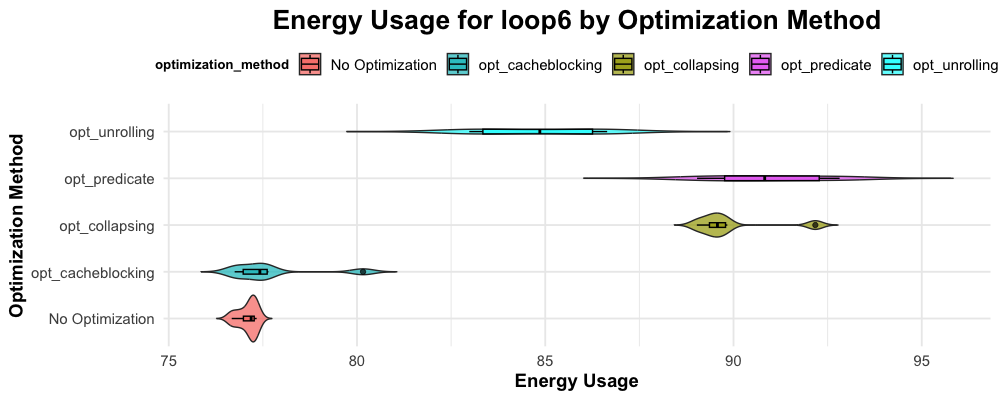 Energy Usage for loop6 by Optimization Method
optimization_method No Optimization opt_cacheblocking opt_collapsing opt_predicate opt_unrolling
Optimization Method
opt_unrolling
opt_predicate
opt_collapsing
opt_cacheblocking
No Optimization
75 80 85 90 95
Energy Usage